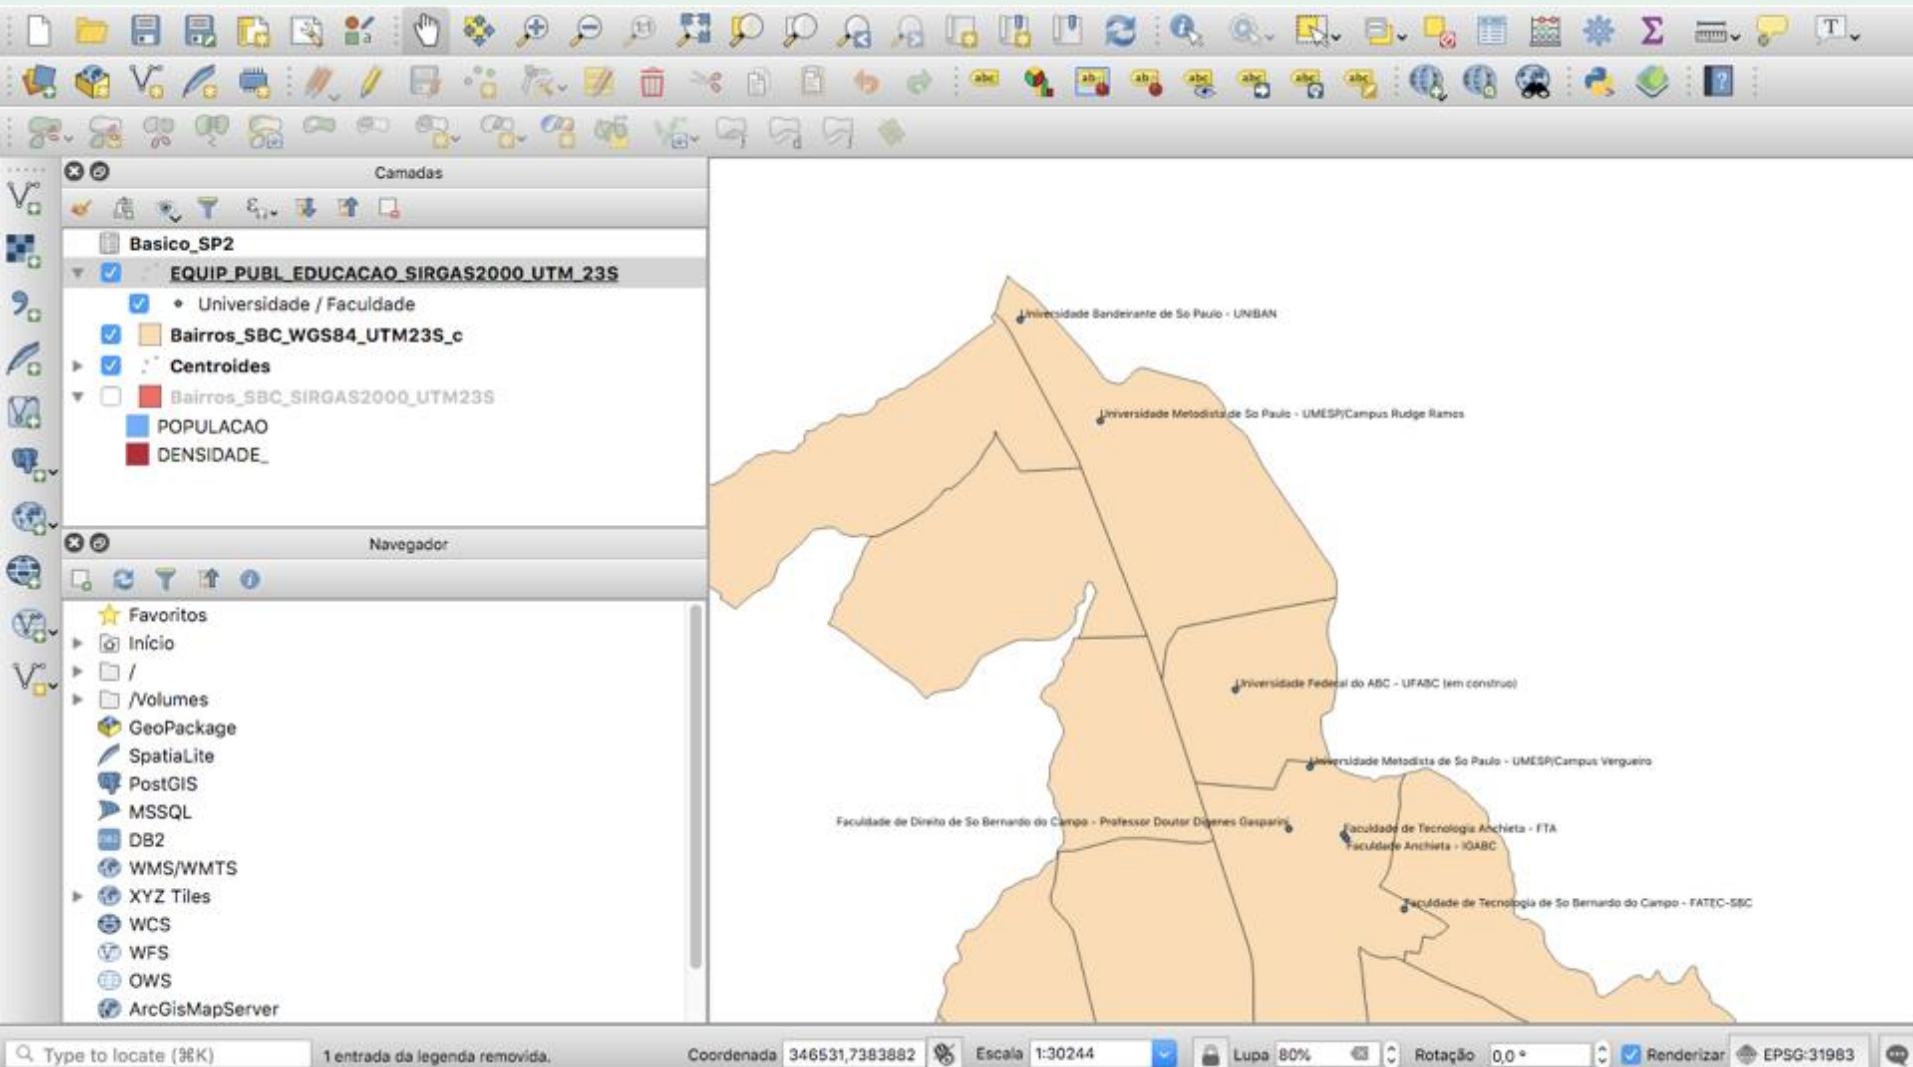 Camadas
Basico_SP2
EQUIP_PUBL_EDUCACAO_SIRGAS2000_UTM_23S
Universidade / Faculdade
Bairros_SBC_WGS84_UTM23S_c
Centroides
Bairros_SBC_SIRGAS2000_UTM23S
POPULACAO
DENSIDADE_
Navegador
Favoritos
Início
/
/Volumes
GeoPackage
SpatiaLite
PostGIS
MSSQL
DB2
WMS/WMTS
XYZ Tiles
WCS
WFS
OWS
ArcGisMapServer
Universidade Bandeirante de So Paulo - UNIBAN
Universidade Metodista de So Paulo - UMESP/Campus Rudge Ramos
Universidade Federal do ABC - UFABC (em construo)
Universidade Metodista de So Paulo - UMESP/Campus Vergueiro
Faculdade de Direito de So Bernardo do Campo - Professor Doutor Digenes Gasparini
Faculdade de Tecnologia Anchieta - FTA
Faculdade Anchieta - IGABC
Faculdade de Tecnologia de So Bernardo do Campo - FATEC-SBC
Type to locate (⌘K) 1 entrada da legenda removida. Coordenada 346531,7383882 Escala 1:30244 Lupa 80% Rotação 0,0 ° Renderizar EPSG:31983